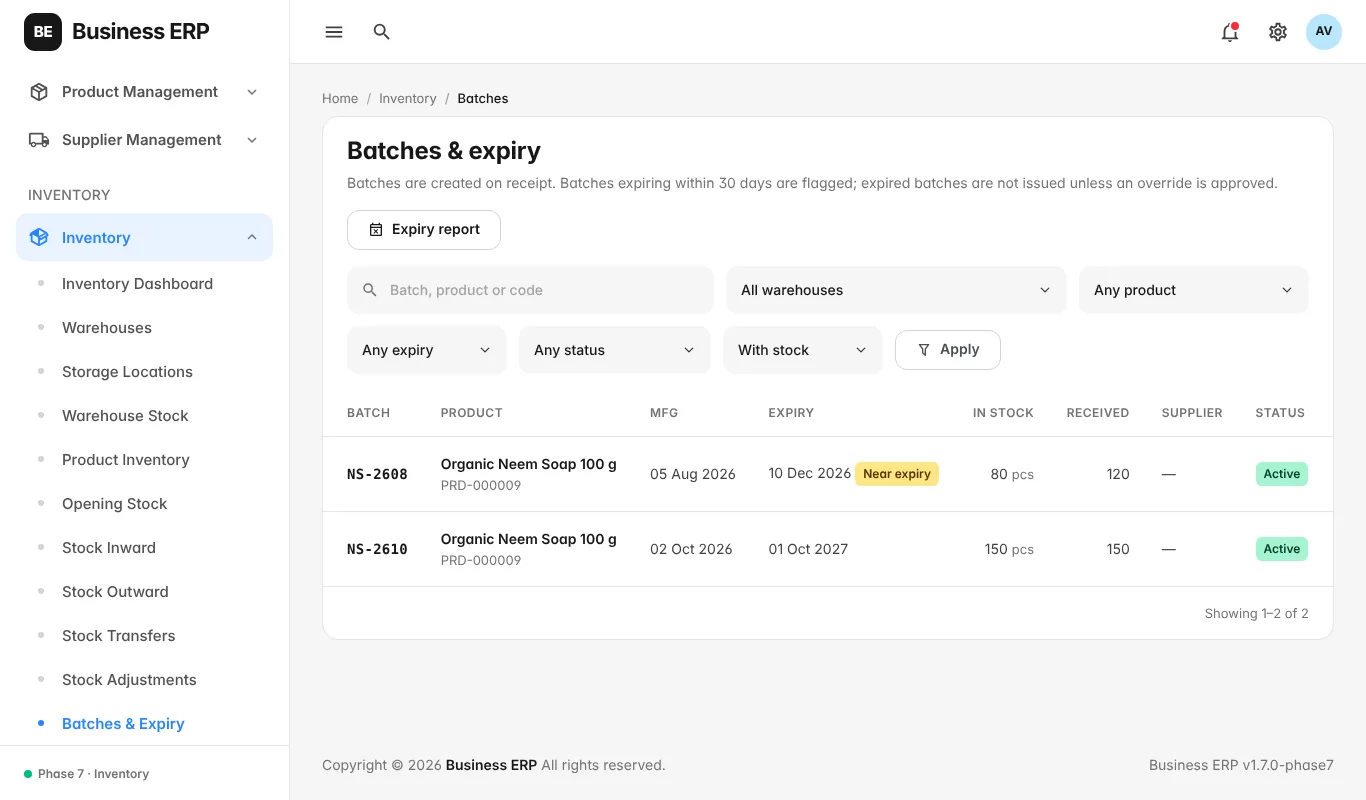 BE Business ERP
Product Management
Supplier Management
INVENTORY
Inventory
Inventory Dashboard
Warehouses
Storage Locations
Warehouse Stock
Product Inventory
Opening Stock
Stock Inward
Stock Outward
Stock Transfers
Stock Adjustments
Batches & Expiry
Phase 7 · Inventory
AV
Home / Inventory / Batches
Batches & expiry
Batches are created on receipt. Batches expiring within 30 days are flagged; expired batches are not issued unless an override is approved.
Expiry report
Batch, product or code All warehouses Any product
Any expiry Any status With stock Apply
BATCH PRODUCT MFG EXPIRY IN STOCK RECEIVED SUPPLIER STATUS
NS-2608 Organic Neem Soap 100 g 05 Aug 2026 10 Dec 2026 Near expiry 80 pcs 120 — Active
PRD-000009
NS-2610 Organic Neem Soap 100 g 02 Oct 2026 01 Oct 2027 150 pcs 150 — Active
PRD-000009
Showing 1–2 of 2
Copyright © 2026 Business ERP All rights reserved. Business ERP v1.7.0-phase7